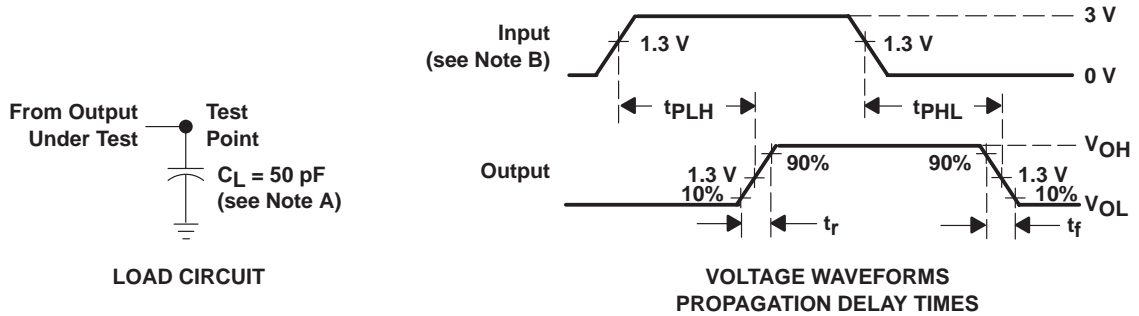 From Output
Under Test
Test
Point
CL = 50 pF
(see Note A)
LOAD CIRCUIT
Input
(see Note B)
1.3 V
1.3 V
3 V
0 V
tPLH
tPHL
Output
1.3 V
10%
90%
90%
1.3 V
10%
VOH
VOL
tr
tf
VOLTAGE WAVEFORMS
PROPAGATION DELAY TIMES